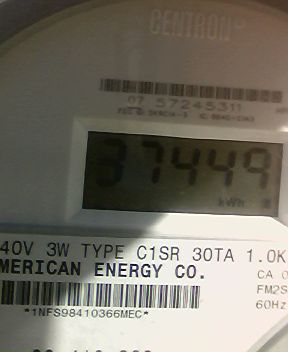 CENTRON®
07 57245311
37449
kWh
40V 3W TYPE C1SR 30TA 1.0K
MERICAN ENERGY CO.
CA 0
FM2S
60Hz
*1NFS98410366MEC*